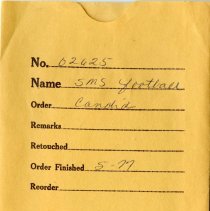 No. 02625
Name SMS football
Order Candid
Remarks
Retouched
Order Finished 5-M
Reorder